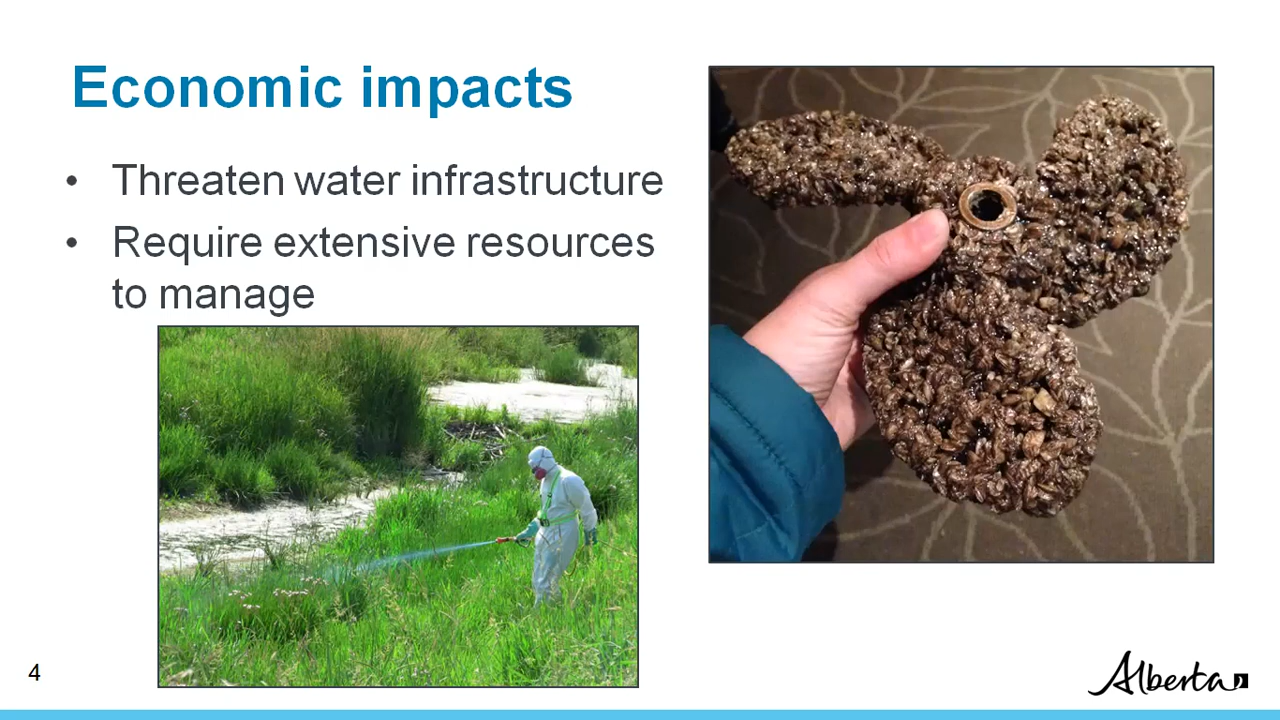 Economic impacts
• Threaten water infrastructure
• Require extensive resources
to manage
4
Alberta